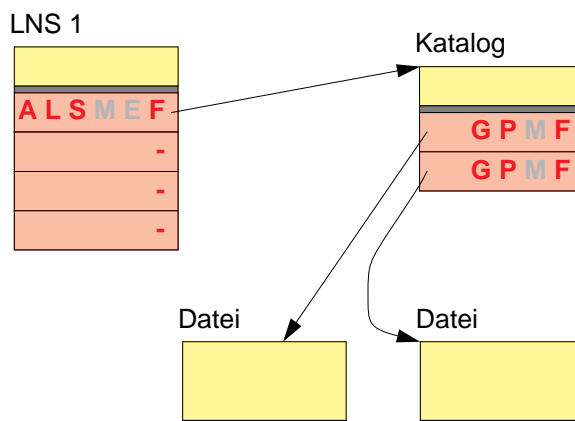 LNS 1
A L S M E F
-
-
-
Katalog
G P M F
G P M F
Datei
Datei